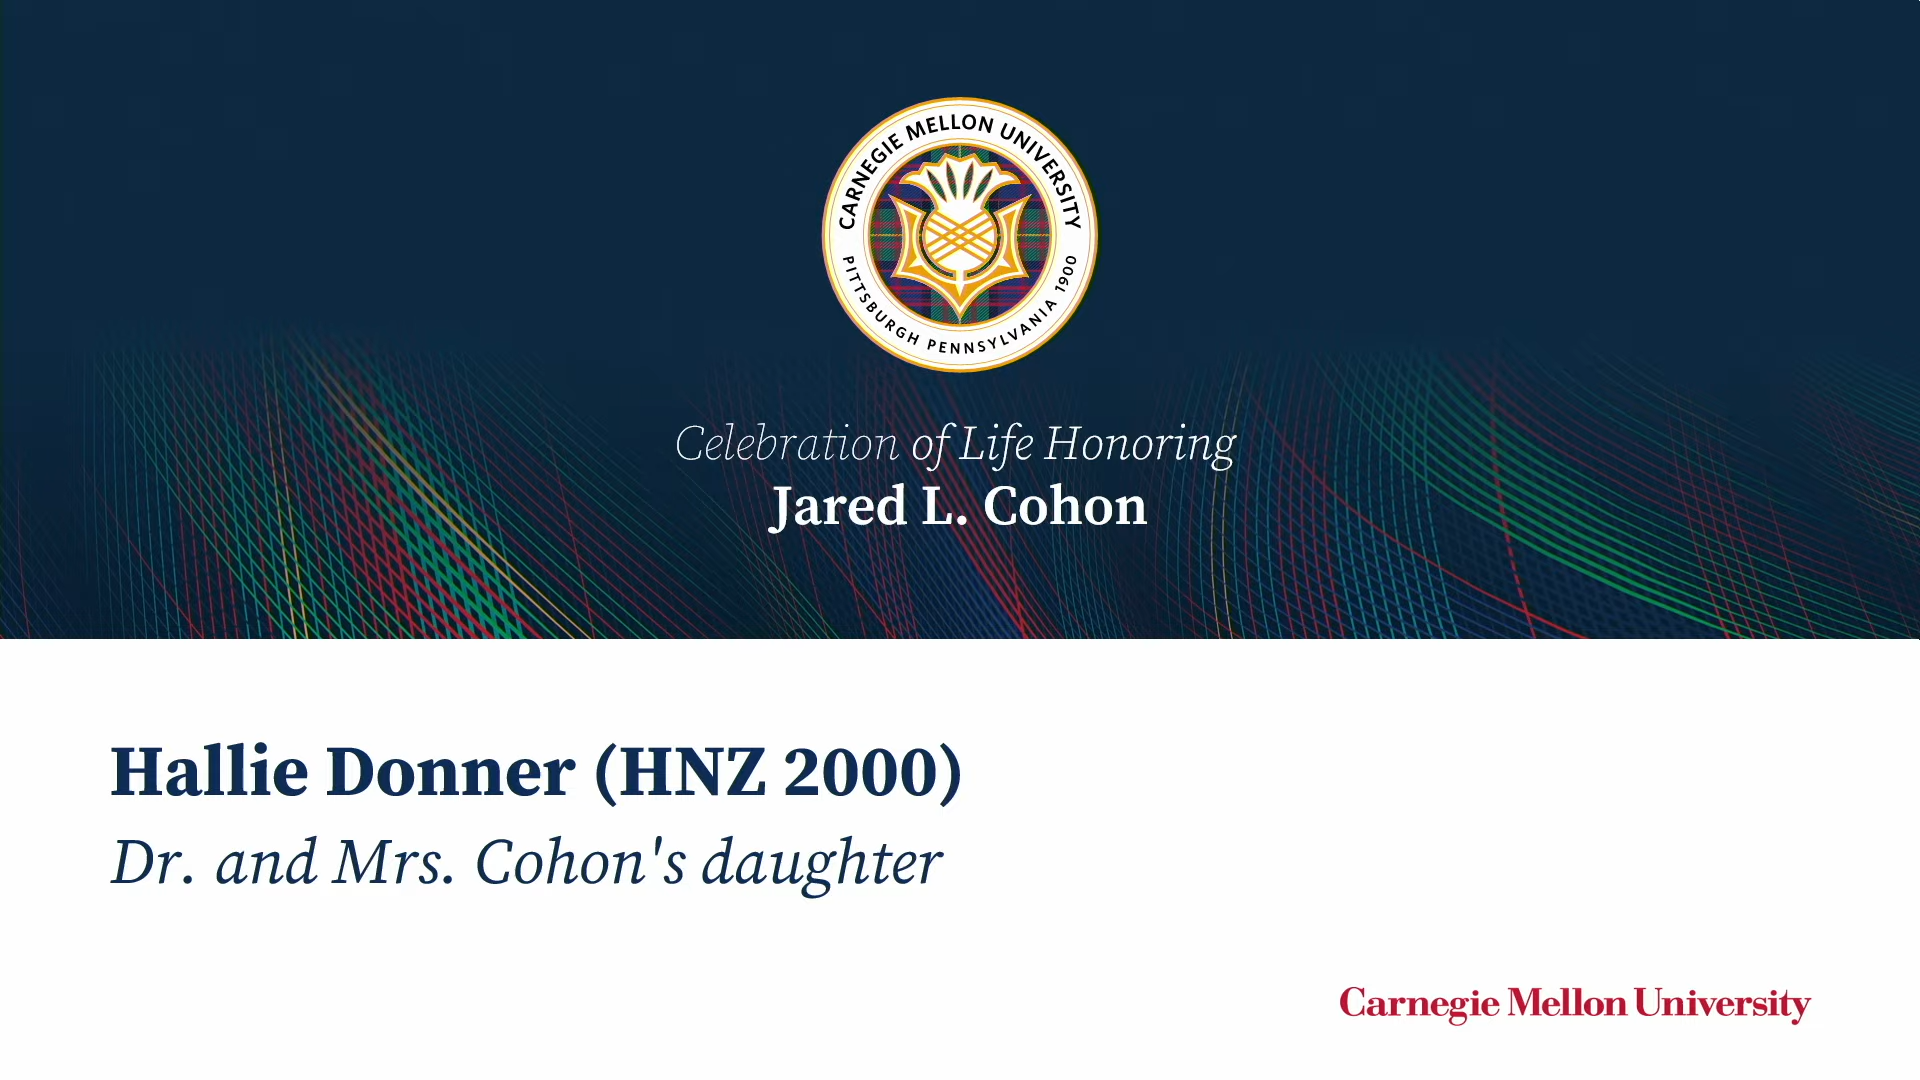 CARNEGIE MELLON UNIVERSITY
PITTSBURGH PENNSYLVANIA 1900
Celebration of Life Honoring
Jared L. Cohon
Hallie Donner (HNZ 2000)
Dr. and Mrs. Cohon's daughter
Carnegie Mellon University